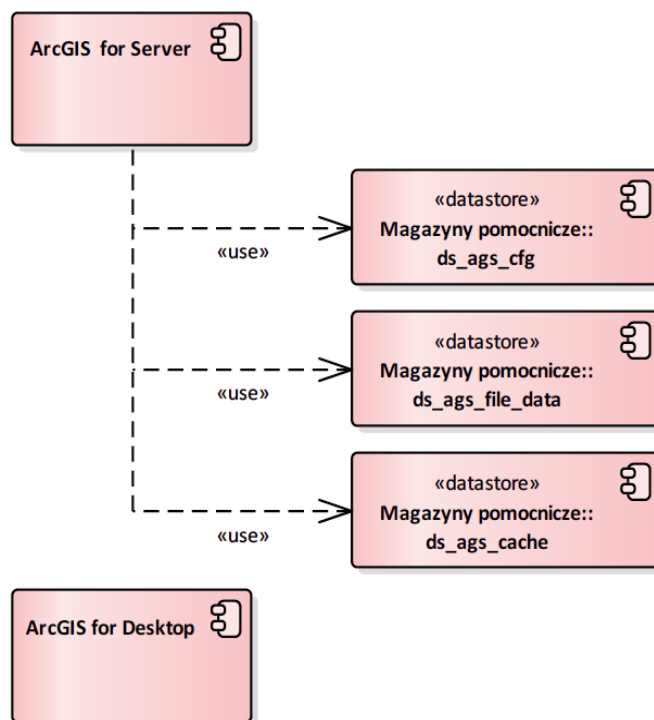 ArcGIS for Server
«datastore»
Magazyny pomocnicze::
ds_ags_cfg
«use»
«datastore»
Magazyny pomocnicze::
ds_ags_file_data
«use»
«datastore»
Magazyny pomocnicze::
ds_ags_cache
«use»
ArcGIS for Desktop